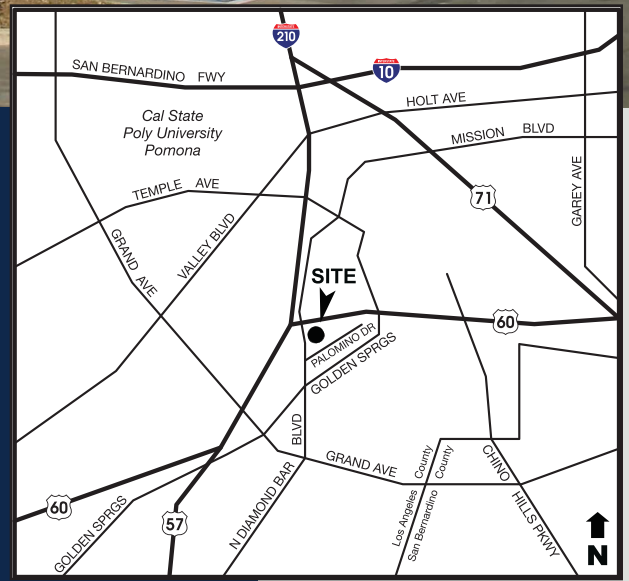 INTERSTATE
210
INTERSTATE
10
SAN BERNARDINO FWY
HOLT AVE
Cal State
Poly University
Pomona
MISSION BLVD
TEMPLE AVE
71
GAREY AVE
GRAND AVE
VALLEY BLVD
SITE
60
PALOMINO DR
GOLDEN SPRGS
BLVD
N DIAMOND BAR
GRAND AVE
Los Angeles County
San Bernardino County
CHINO
HILLS PKWY
60
57
GOLDEN SPRGS
N